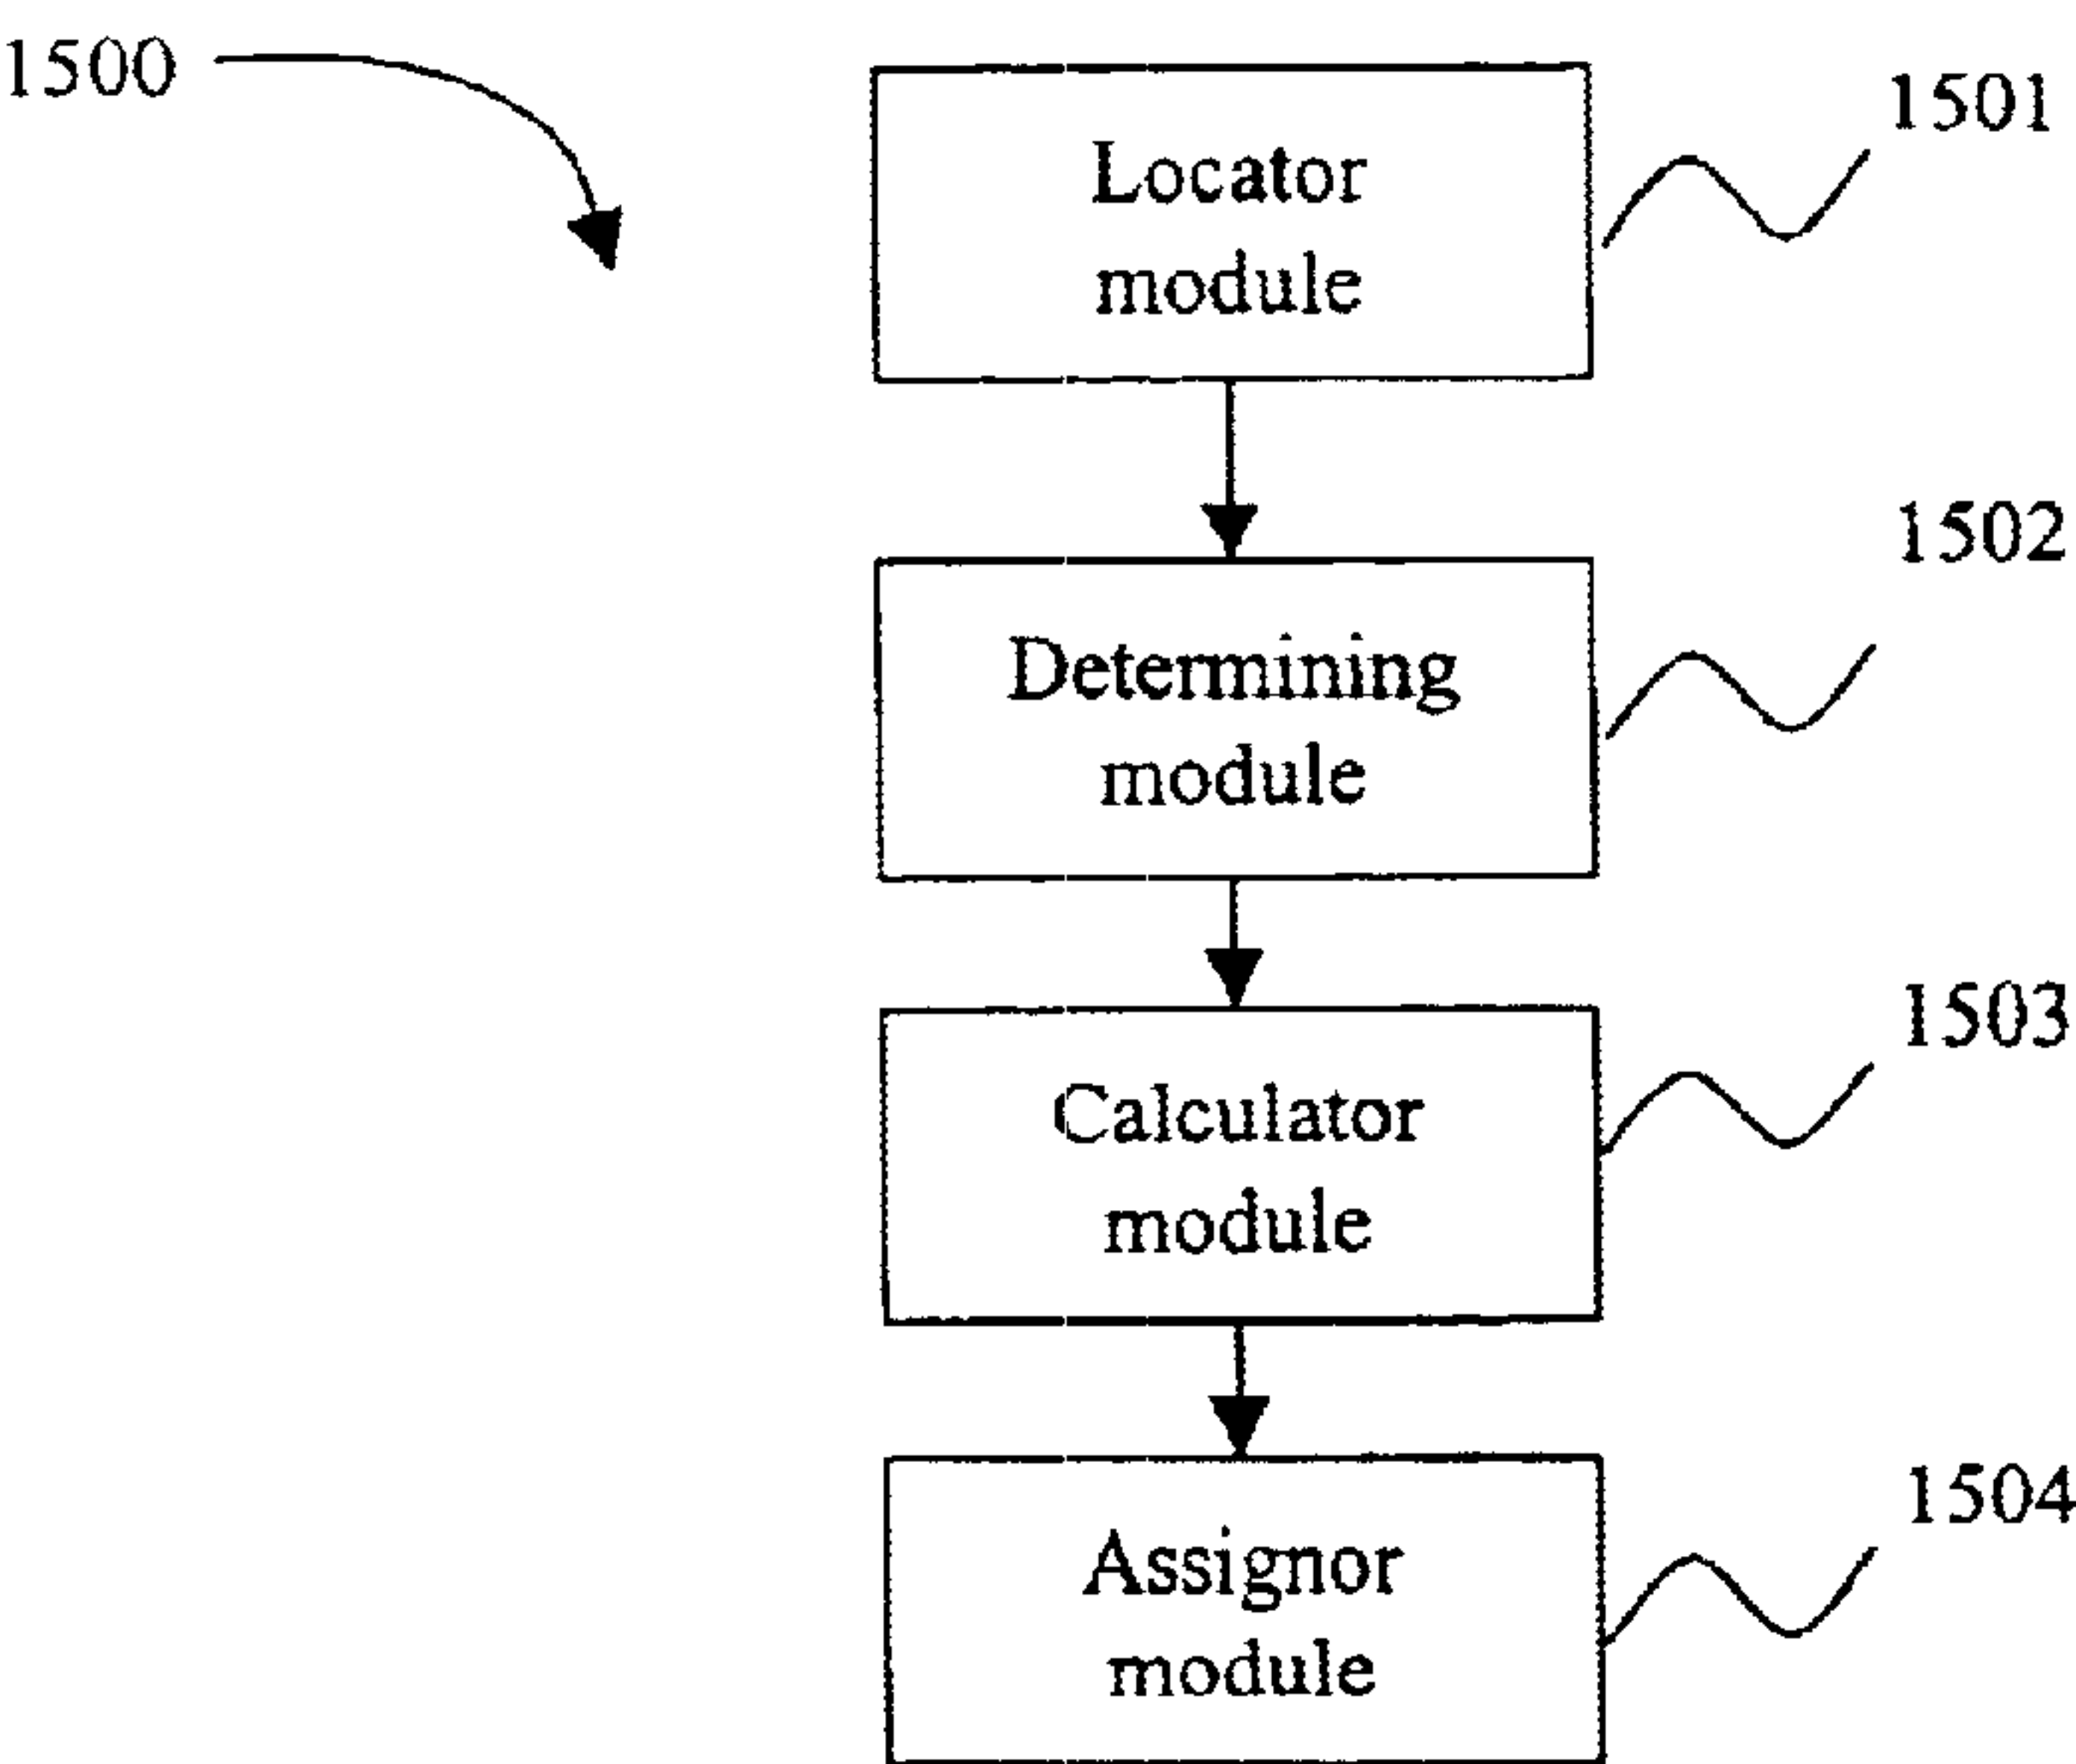 1500
Locator
module
1501
1502
Determining
module
1503
Calculator
module
1504
Assignor
module